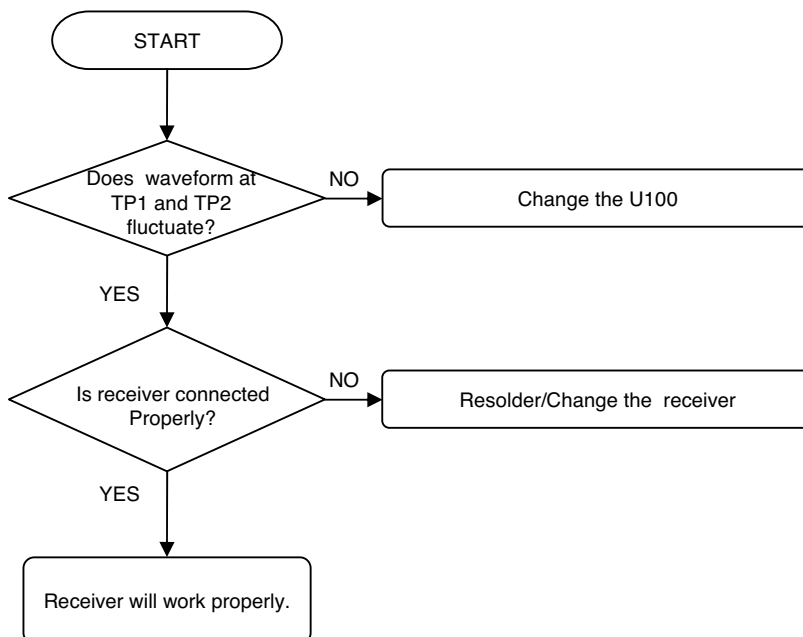 START
Does waveform at
TP1 and TP2
fluctuate?
NO
Change the U100
YES
Is receiver connected
Properly?
NO
Resolder/Change the receiver
YES
Receiver will work properly.